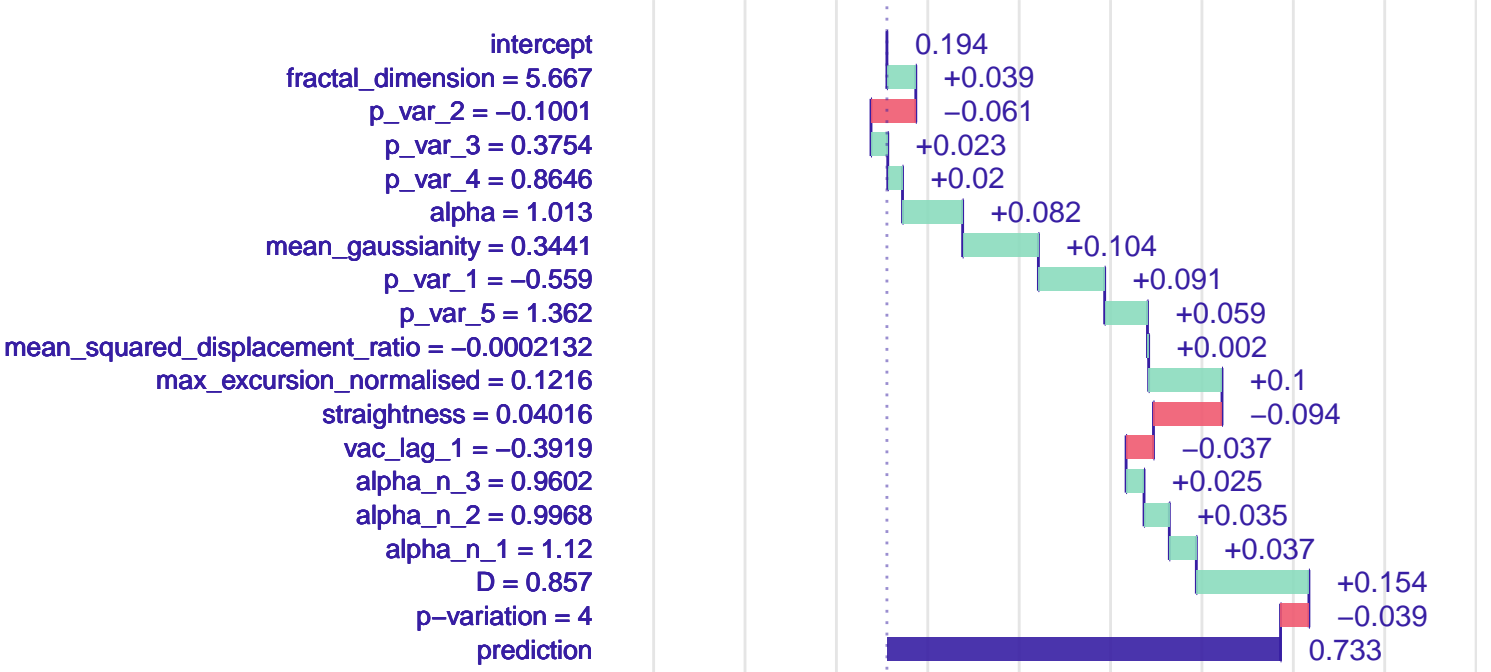 intercept 0.194
fractal_dimension = 5.667 +0.039
p_var_2 = −0.1001 −0.061
p_var_3 = 0.3754 +0.023
p_var_4 = 0.8646 +0.02
alpha = 1.013 +0.082
mean_gaussianity = 0.3441 +0.104
p_var_1 = −0.559 +0.091
p_var_5 = 1.362 +0.059
mean_squared_displacement_ratio = −0.0002132 +0.002
max_excursion_normalised = 0.1216 +0.1
straightness = 0.04016 −0.094
vac_lag_1 = −0.3919 −0.037
alpha_n_3 = 0.9602 +0.025
alpha_n_2 = 0.9968 +0.035
alpha_n_1 = 1.12 +0.037
D = 0.857 +0.154
p−variation = 4 −0.039
prediction 0.733